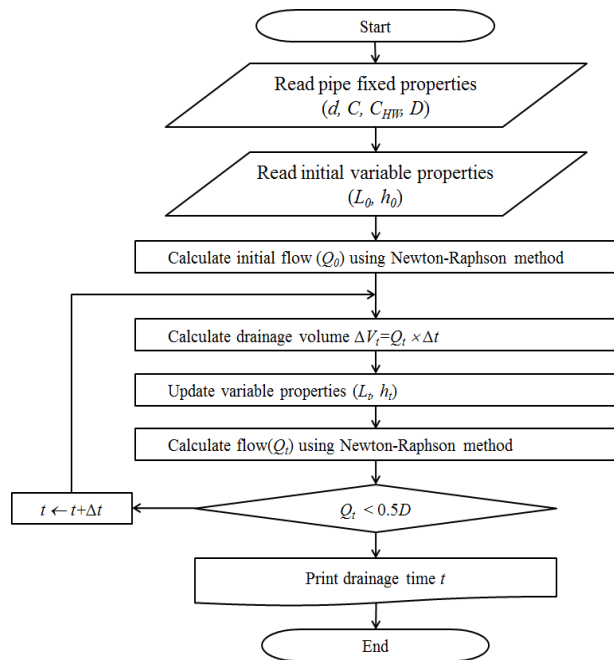 Start
Read pipe fixed properties
(d, C, C_HW, D)
Read initial variable properties
(L_0, h_0)
Calculate initial flow (Q_0) using Newton-Raphson method
Calculate drainage volume ΔV_t=Q_t × Δt
Update variable properties (L_t, h_t)
Calculate flow(Q_t) using Newton-Raphson method
t ← t+Δt
Q_t < 0.5D
Print drainage time t
End